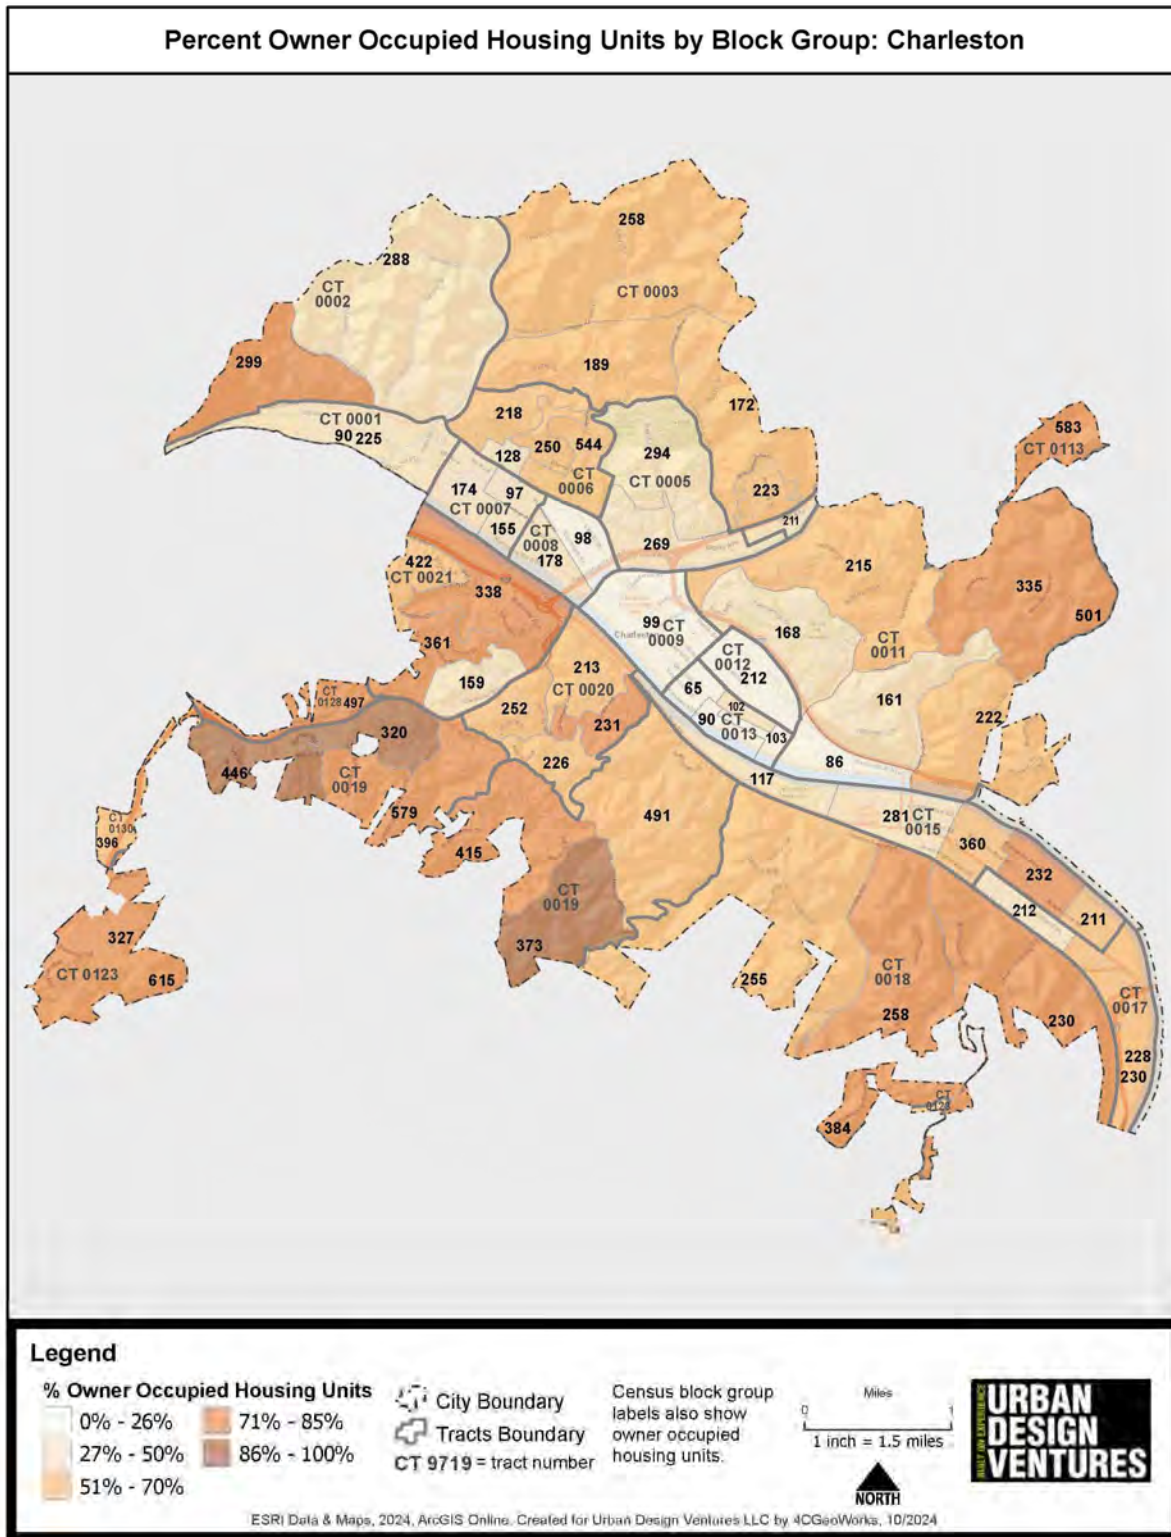 Percent Owner Occupied Housing Units by Block Group: Charleston
258
288
CT
0002
CT 0003
299
189
172
CT 0001
90 225
218
250
544
128
CT
0006
294
CT 0005
223
583
CT 0113
174
97
CT 0007
155
CT
0008
178
98
269
211
422
CT 0021
338
361
215
335
501
99
CT
0009
Charleston
168
CT
0011
CT
0012
212
159
213
CT 0020
252
231
226
65
102
90
CT
0013
103
161
222
CT
0128
497
320
446
CT
0019
579
415
117
86
491
281
CT
0015
360
232
212
211
CT
0130
396
CT
0019
373
327
CT 0123
615
255
CT
0018
258
230
CT
0017
228
230
384
CT
Legend
% Owner Occupied Housing Units
0% - 26%
27% - 50%
51% - 70%
71% - 85%
86% - 100%
City Boundary
Tracts Boundary
CT 9719 = tract number
Census block group
labels also show
owner occupied
housing units.
Miles
0 1
1 inch = 1.5 miles
NORTH
BUILT ON EXPERIENCE
URBAN
DESIGN
VENTURES
ESRI Data & Maps, 2024, ArcGIS Online. Created for Urban Design Ventures LLC by 4CGeoWorks, 10/2024